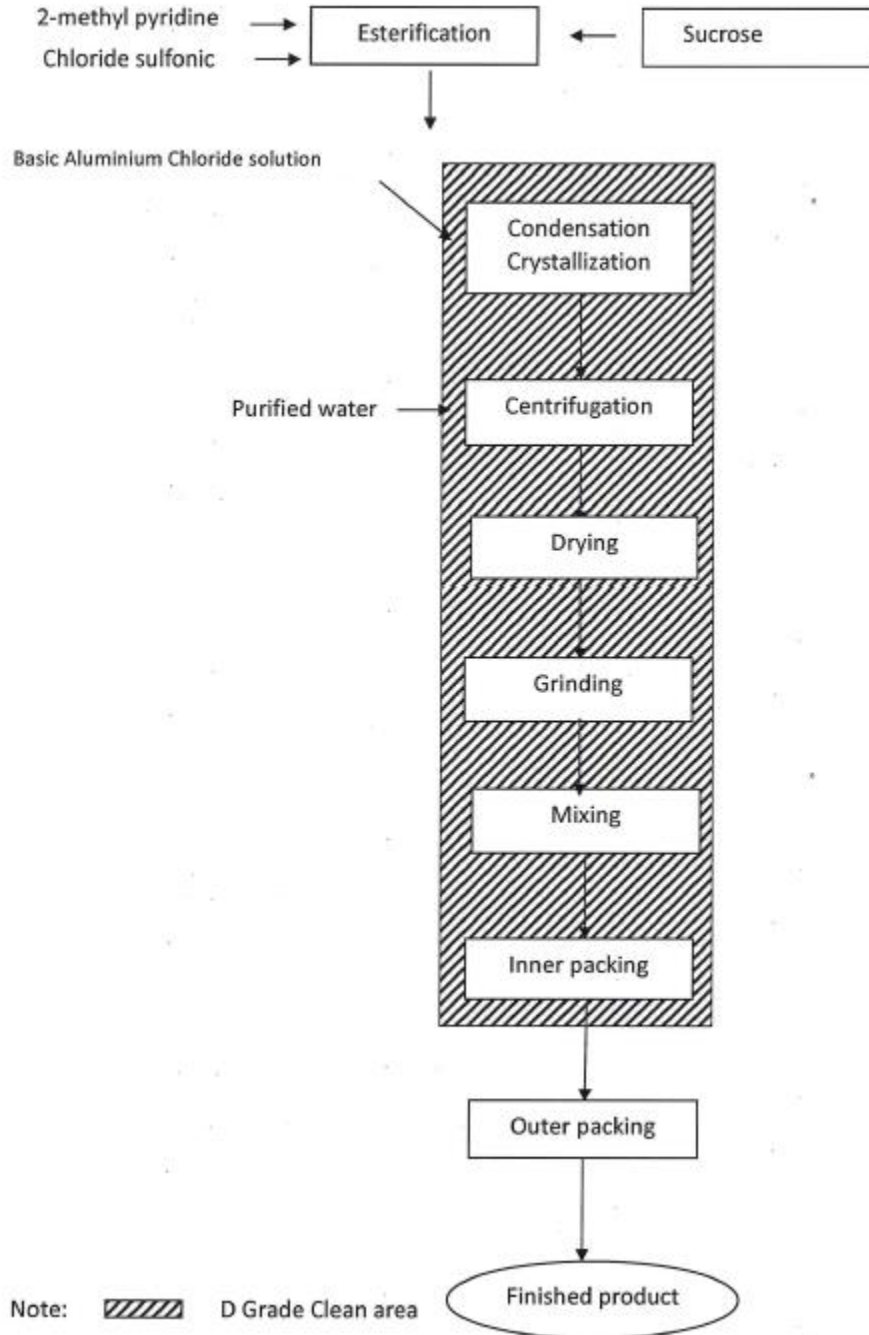 2-methyl pyridine
Chloride sulfonic
Esterification
Sucrose
Basic Aluminium Chloride solution
Condensation
Crystallization
Purified water
Centrifugation
Drying
Grinding
Mixing
Inner packing
Outer packing
Finished product
Note:
D Grade Clean area